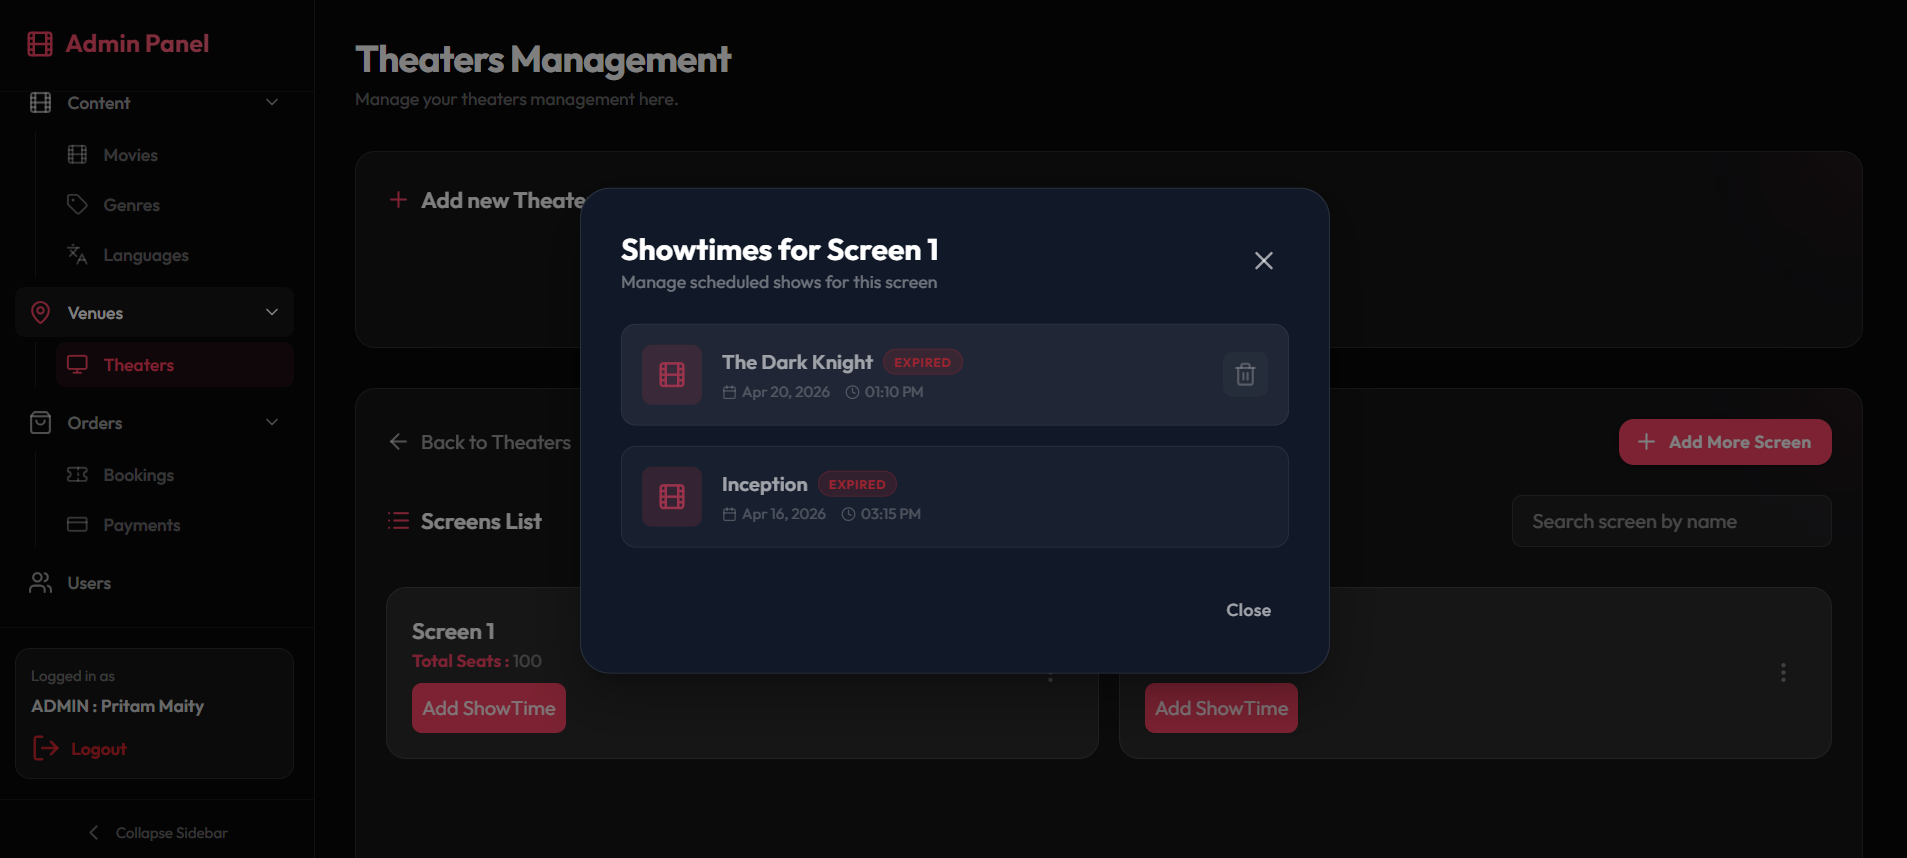 Admin Panel
Content
Movies
Genres
Languages
Venues
Theaters
Orders
Bookings
Payments
Users
Logged in as
ADMIN : Pritam Maity
Logout
Collapse Sidebar
Theaters Management
Manage your theaters management here.
Add new Theate
Back to Theaters
Add More Screen
Screens List
Search screen by name
Screen 1
Total Seats : 100
Add ShowTime
Add ShowTime
Showtimes for Screen 1
Manage scheduled shows for this screen
The Dark Knight EXPIRED
Apr 20, 2026 01:10 PM
Inception EXPIRED
Apr 16, 2026 03:15 PM
Close